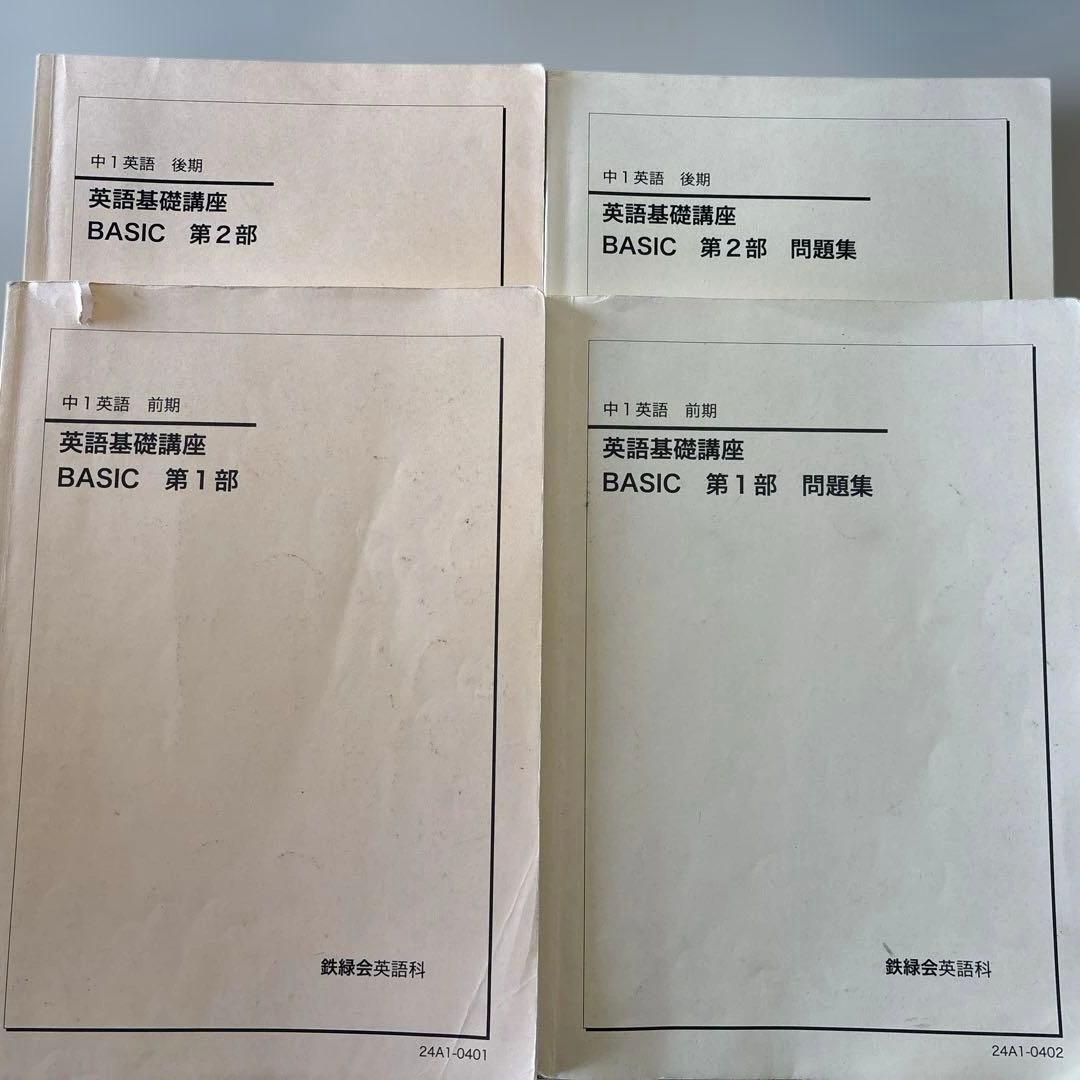 中1英語 後期
英語基礎講座
BASIC 第2部
中1英語 後期
英語基礎講座
BASIC 第2部 問題集
中1英語 前期
英語基礎講座
BASIC 第1部
鉄緑会英語科
24A1-0401
中1英語 前期
英語基礎講座
BASIC 第1部 問題集
鉄緑会英語科
24A1-0402